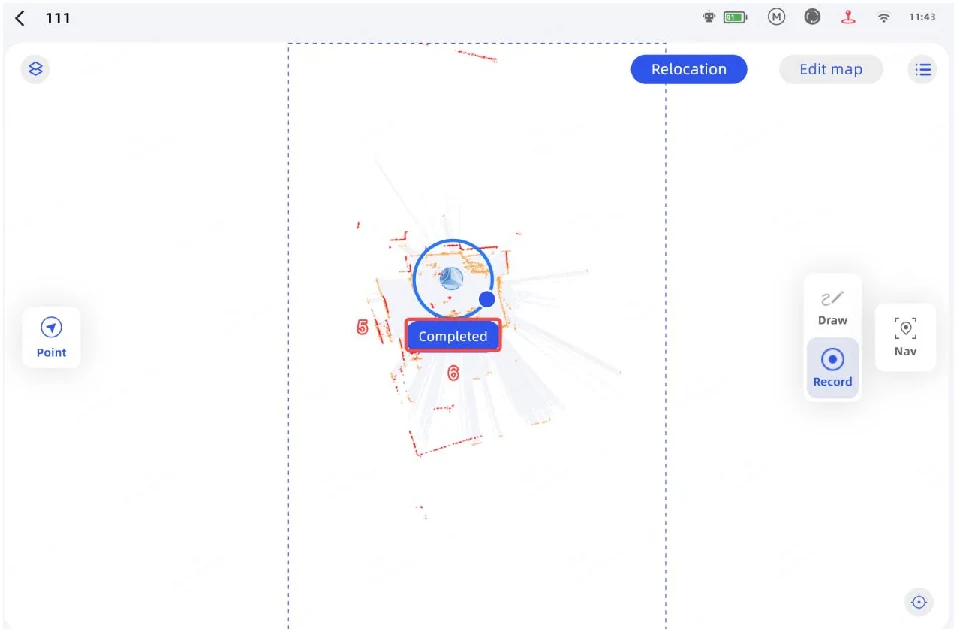 111
11:43
Relocation
Edit map
5
Completed
6
Point
Draw
Record
Nav